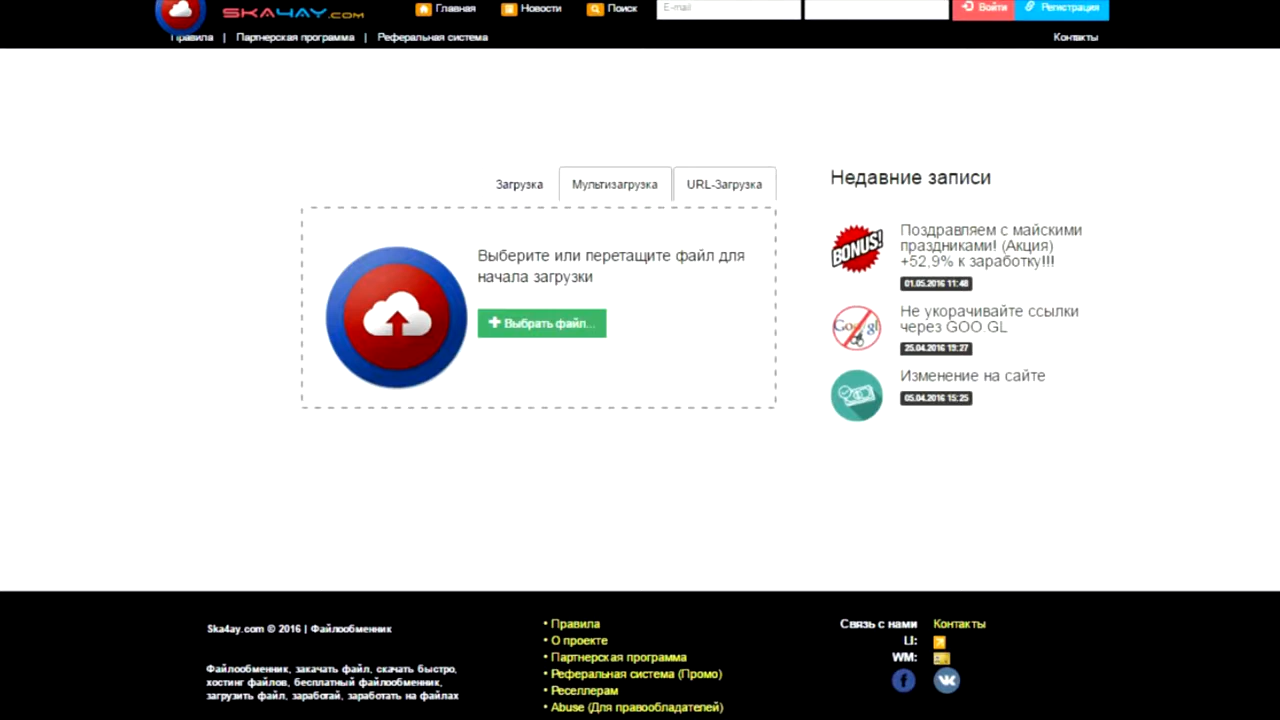 SKA4AY.COM
Главная
Новости
Поиск
E-mail
Войти
Регистрация
Правила | Партнерская программа | Реферальная система
Контакты
Загрузка
Мультизагрузка
URL-Загрузка
Выберите или перетащите файл для
начала загрузки
Выбрать файл...
Недавние записи
BONUS!
Поздравляем с майскими
праздниками! (Акция)
+52,9% к заработку!!!
01.05.2016 11:48
Goo gl
Не укорачивайте ссылки
через GOO.GL
25.04.2016 13:27
Изменение на сайте
05.04.2016 15:25
Ska4ay.com © 2016 | Файлообменник
Файлообменник, закачать файл, скачать быстро,
хостинг файлов, бесплатный файлообменник,
загрузить файл, заработай, заработать на файлах
• Правила
• О проекте
• Партнерская программа
• Реферальная система (Промо)
• Реселлерам
• Abuse (Для правообладателей)
Связь с нами Контакты
LI:
WM: